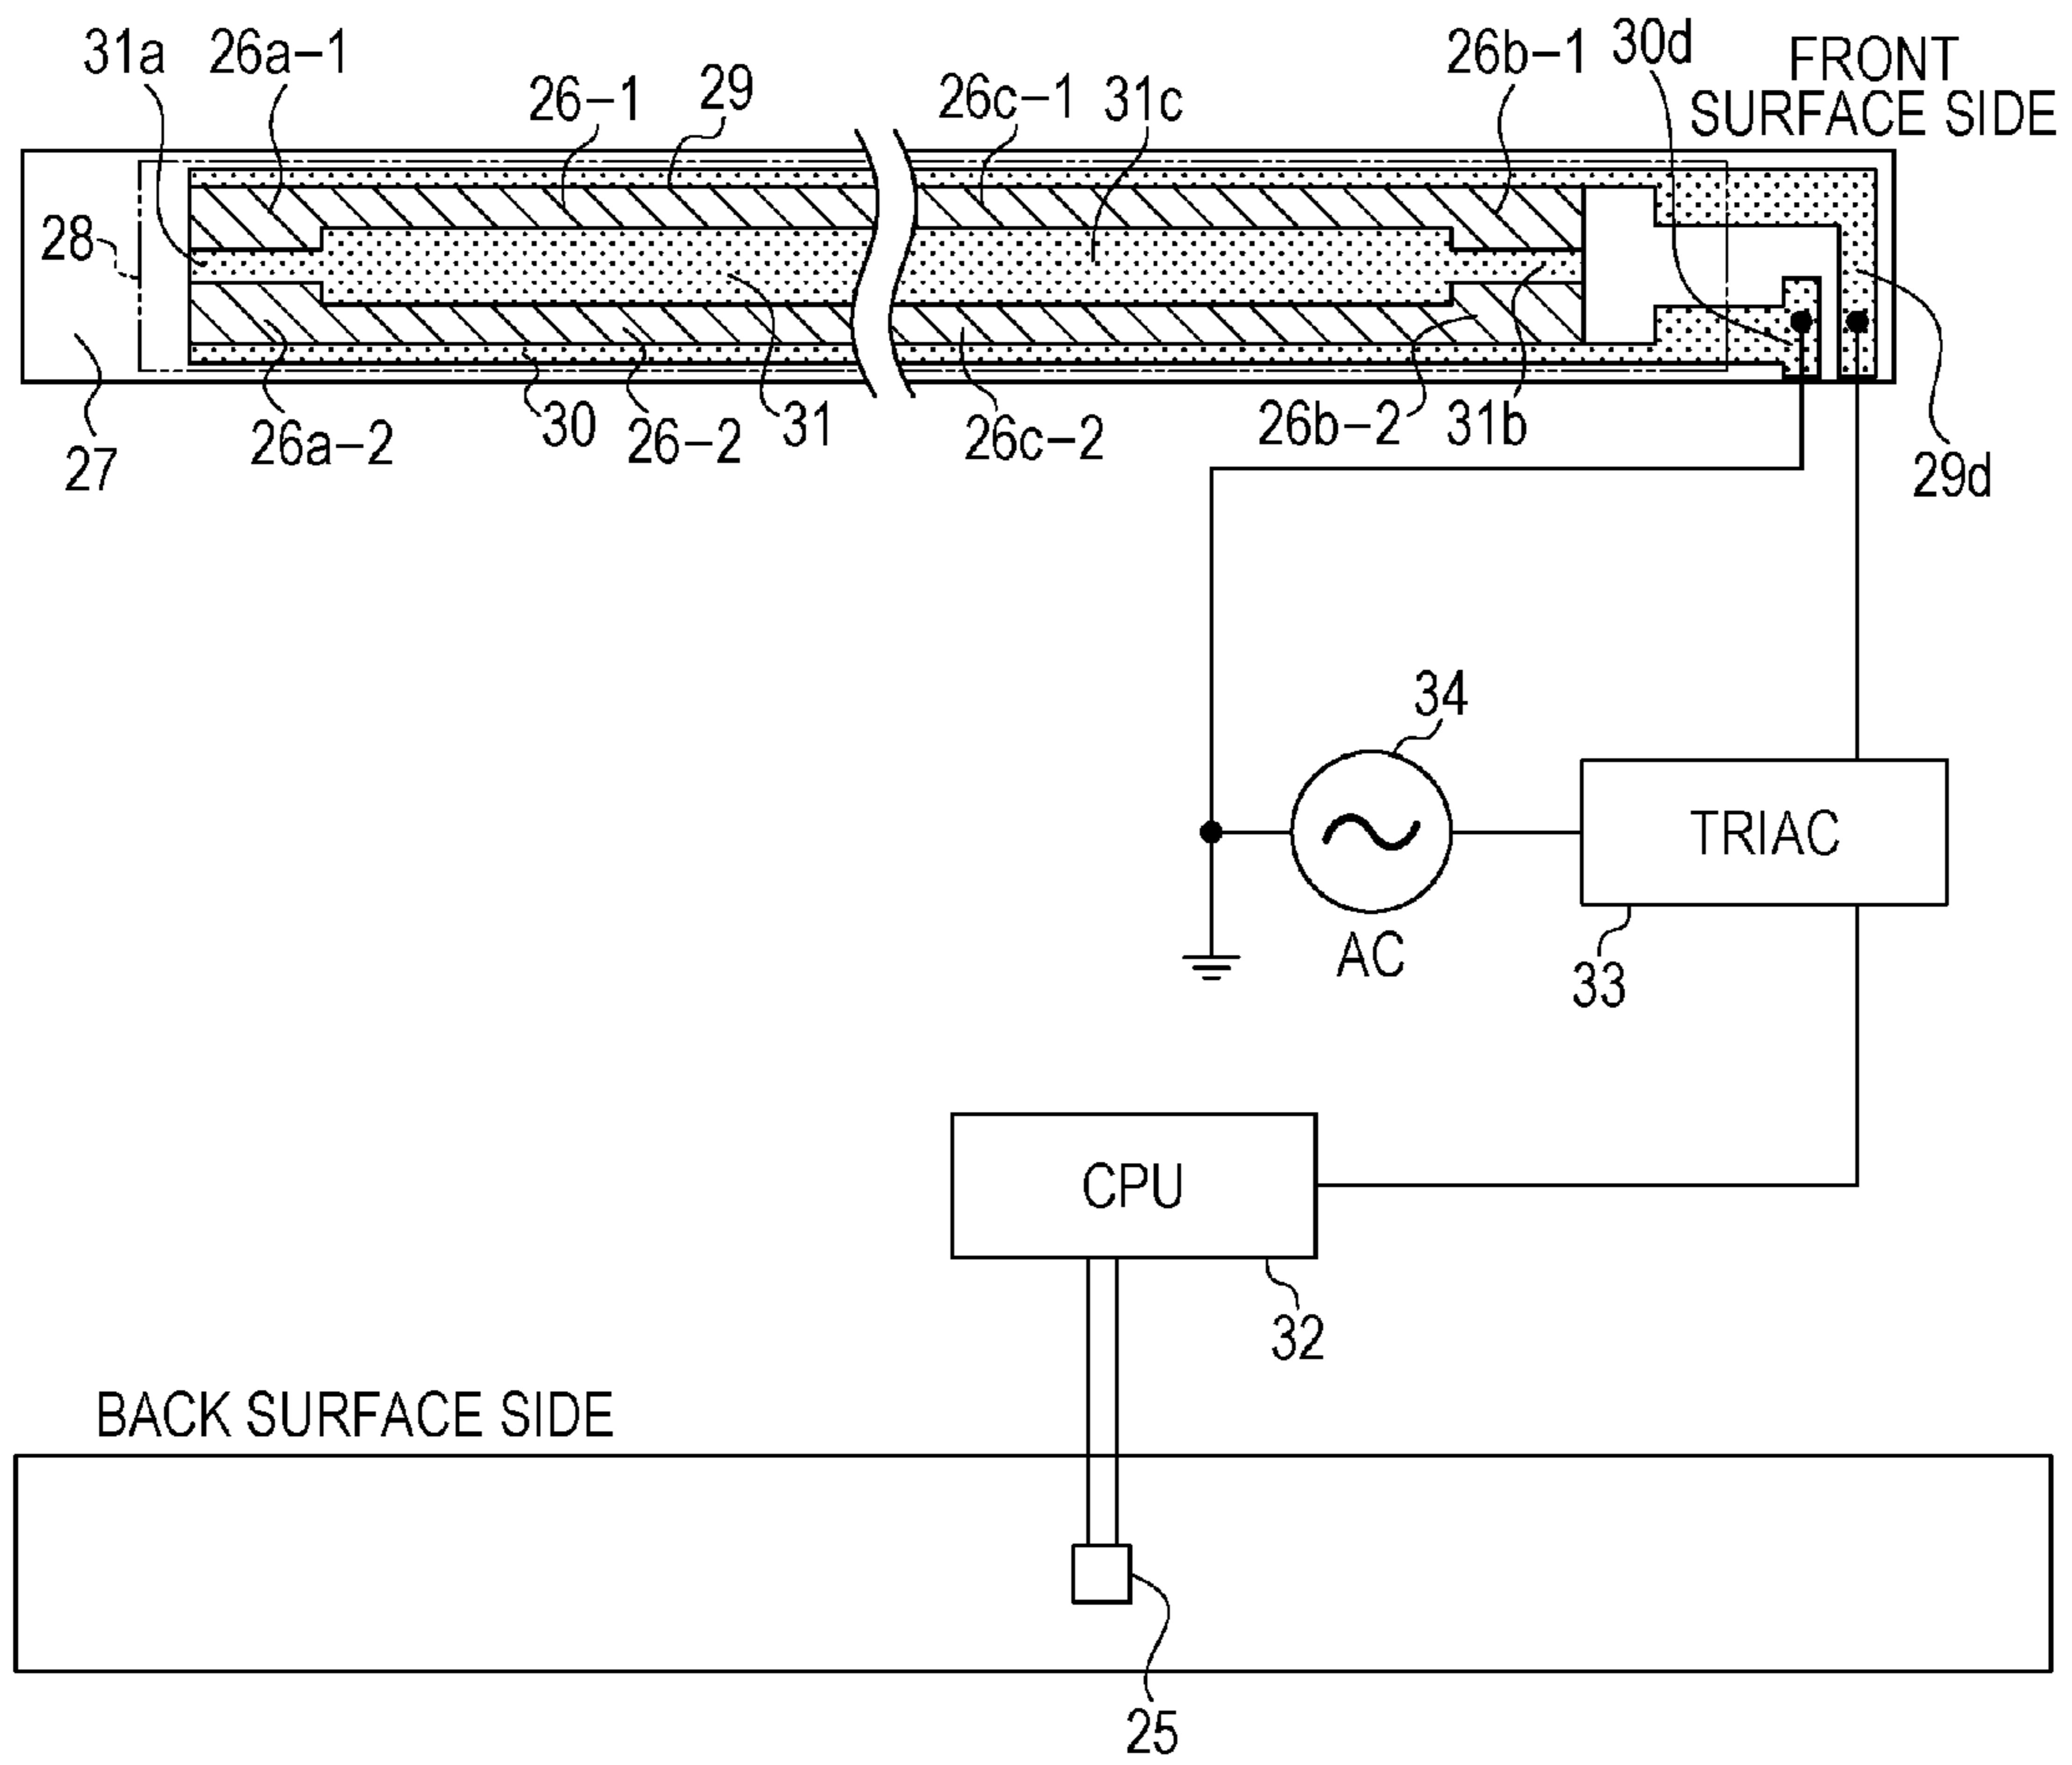 31a 26a-1 26-1 29 26c-1 31c 26b-1 30d FRONT
SURFACE SIDE
28
27 26a-2 30 26-2 31 26c-2 26b-2 31b 29d
34
TRIAC
AC
33
CPU
32
BACK SURFACE SIDE
25